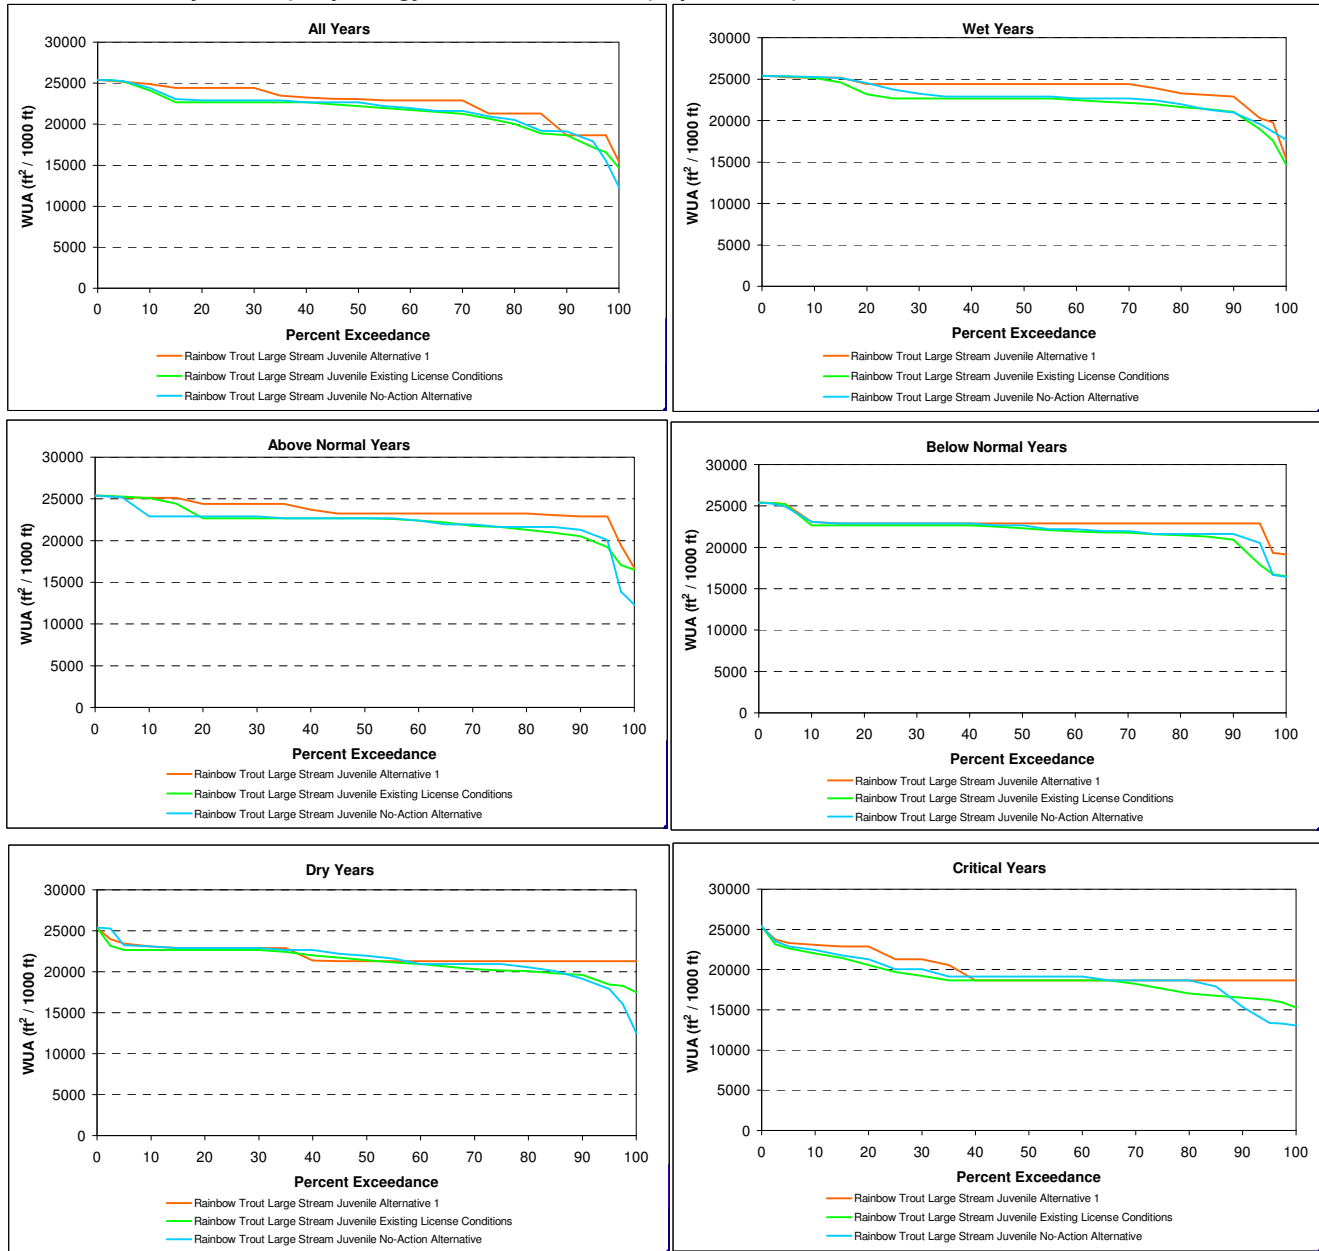 All Years
30000
25000
20000
15000
10000
5000
0
WUA (ft² / 1000 ft)
0 10 20 30 40 50 60 70 80 90 100
Percent Exceedance
Rainbow Trout Large Stream Juvenile Alternative 1
Rainbow Trout Large Stream Juvenile Existing License Conditions
Rainbow Trout Large Stream Juvenile No-Action Alternative
Wet Years
30000
25000
20000
15000
10000
5000
0
WUA (ft² / 1000 ft)
0 10 20 30 40 50 60 70 80 90 100
Percent Exceedance
Rainbow Trout Large Stream Juvenile Alternative 1
Rainbow Trout Large Stream Juvenile Existing License Conditions
Rainbow Trout Large Stream Juvenile No-Action Alternative
Above Normal Years
30000
25000
20000
15000
10000
5000
0
WUA (ft² / 1000 ft)
0 10 20 30 40 50 60 70 80 90 100
Percent Exceedance
Rainbow Trout Large Stream Juvenile Alternative 1
Rainbow Trout Large Stream Juvenile Existing License Conditions
Rainbow Trout Large Stream Juvenile No-Action Alternative
Below Normal Years
30000
25000
20000
15000
10000
5000
0
WUA (ft² / 1000 ft)
0 10 20 30 40 50 60 70 80 90 100
Percent Exceedance
Rainbow Trout Large Stream Juvenile Alternative 1
Rainbow Trout Large Stream Juvenile Existing License Conditions
Rainbow Trout Large Stream Juvenile No-Action Alternative
Dry Years
30000
25000
20000
15000
10000
5000
0
WUA (ft² / 1000 ft)
0 10 20 30 40 50 60 70 80 90 100
Percent Exceedance
Rainbow Trout Large Stream Juvenile Alternative 1
Rainbow Trout Large Stream Juvenile Existing License Conditions
Rainbow Trout Large Stream Juvenile No-Action Alternative
Critical Years
30000
25000
20000
15000
10000
5000
0
WUA (ft² / 1000 ft)
0 10 20 30 40 50 60 70 80 90 100
Percent Exceedance
Rainbow Trout Large Stream Juvenile Alternative 1
Rainbow Trout Large Stream Juvenile Existing License Conditions
Rainbow Trout Large Stream Juvenile No-Action Alternative